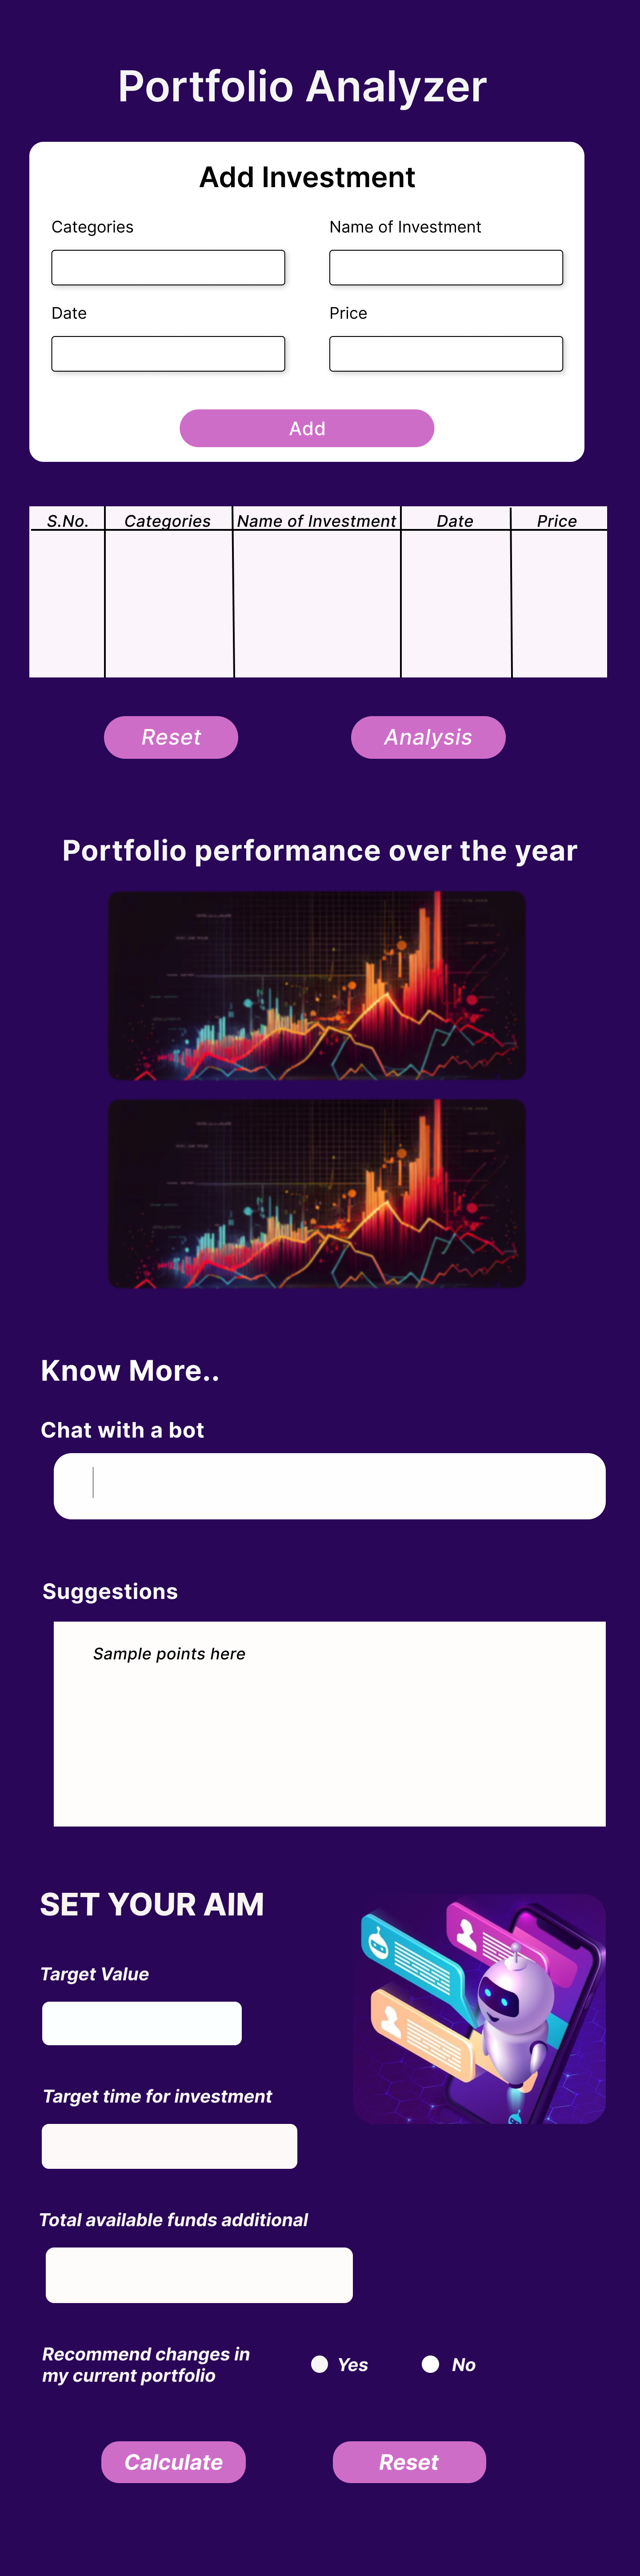 Portfolio Analyzer
Add Investment
Categories
Name of Investment
Date
Price
Add
S.No.
Categories
Name of Investment
Date
Price
Reset
Analysis
Portfolio performance over the year
Know More..
Chat with a bot
Suggestions
Sample points here
SET YOUR AIM
Target Value
Target time for investment
Total available funds additional
Recommend changes in
my current portfolio
Yes
No
Calculate
Reset